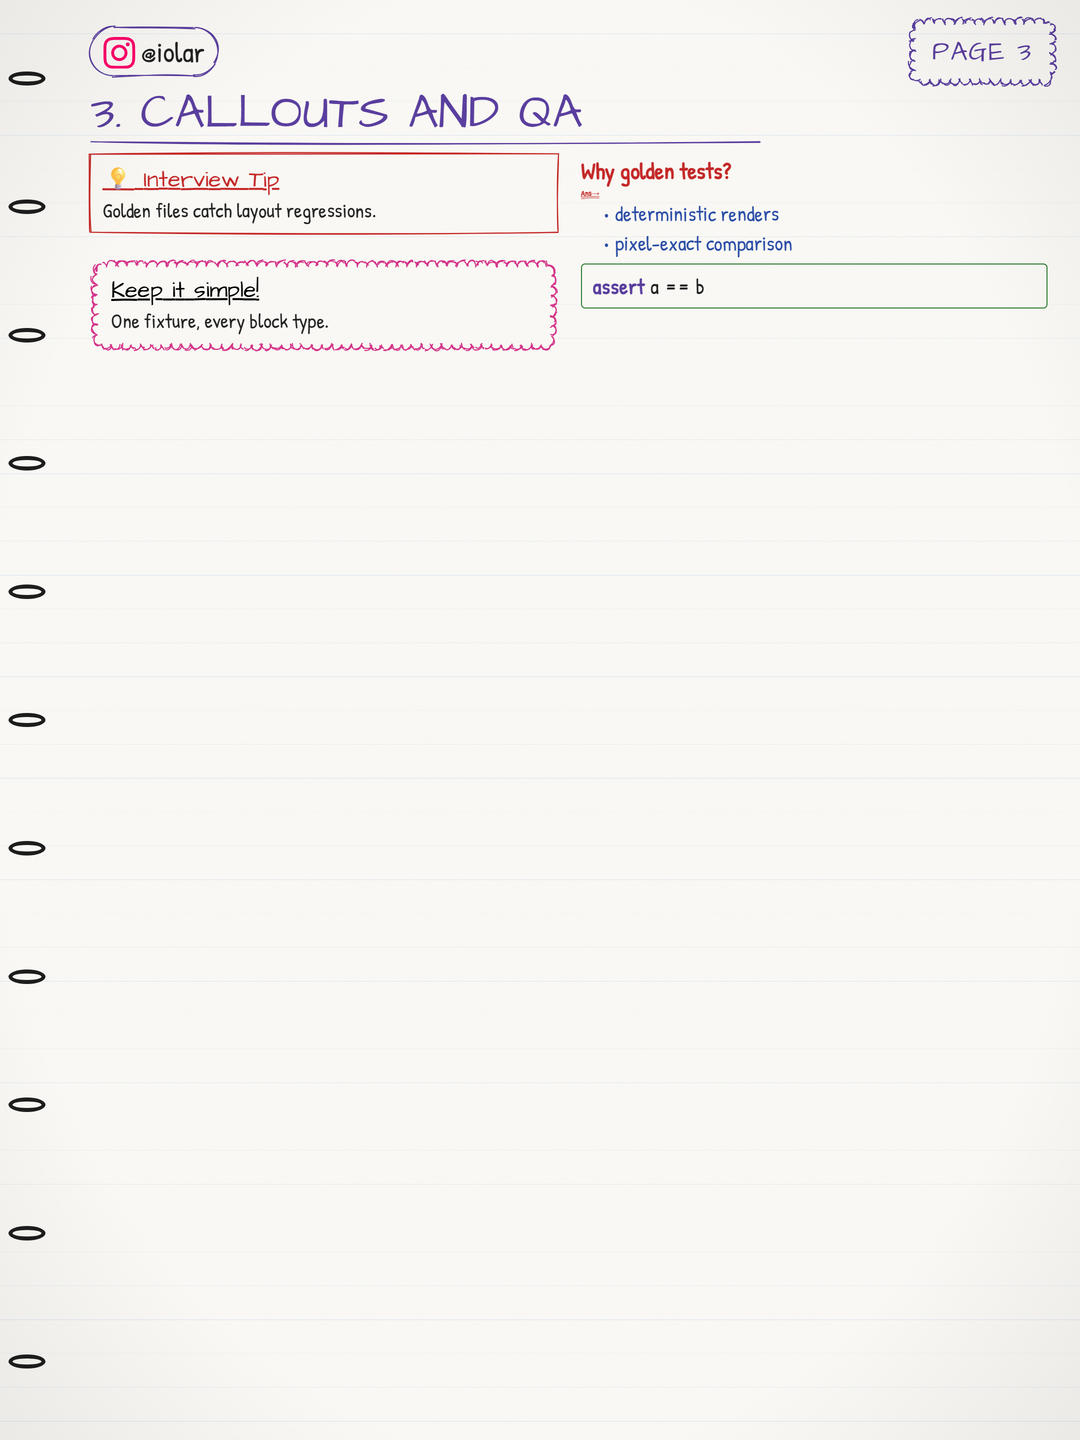 @iolar
PAGE 3
3. CALLOUTS AND QA
Interview Tip
Golden files catch layout regressions.
Keep it simple!
One fixture, every block type.
Why golden tests?
Ans→
• deterministic renders
• pixel-exact comparison
assert a == b